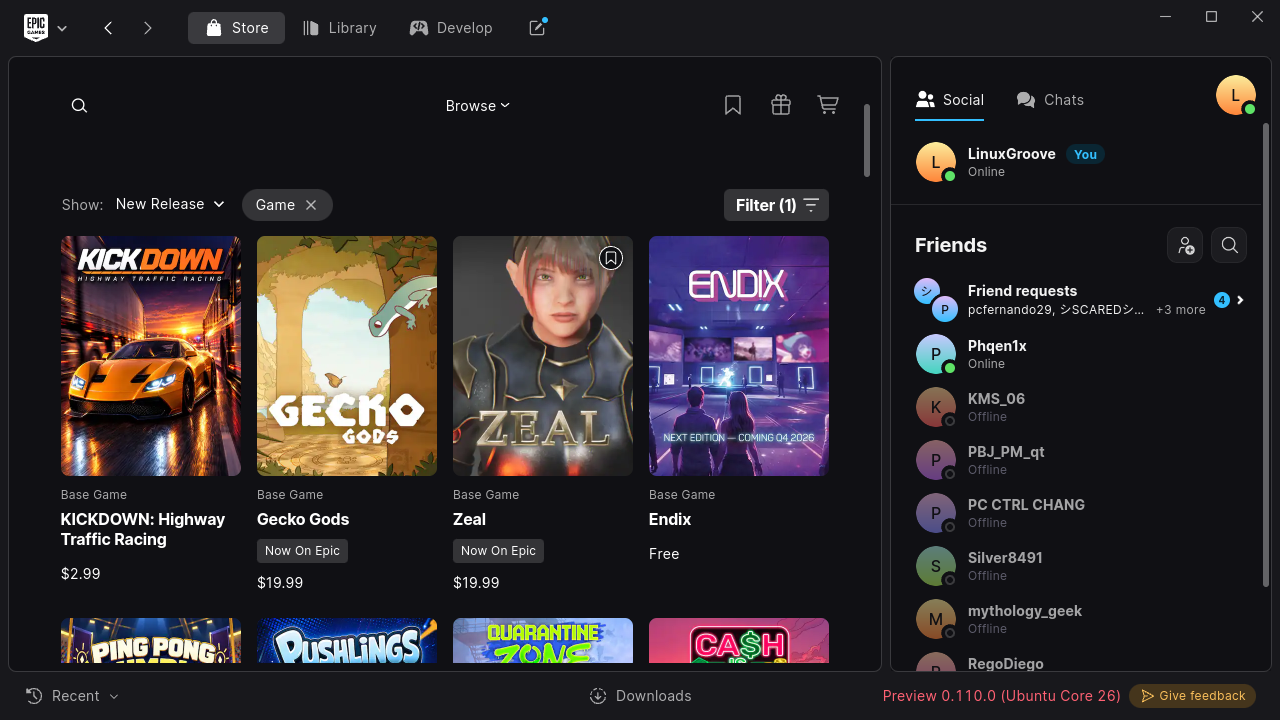 EPIC
GAMES
Store
Library
Develop
Browse
Show:
New Release
Game
Filter (1)
KICKDOWN
HIGHWAY TRAFFIC RACING
Base Game
KICKDOWN: Highway
Traffic Racing
$2.99
GECKO
GODS
Base Game
Gecko Gods
Now On Epic
$19.99
ZEAL
Base Game
Zeal
Now On Epic
$19.99
ENDIX
NEXT EDITION — COMING Q4 2026
Base Game
Endix
Free
PING PONG
PUSHLINGS
QUARANTINE
ZONE
CA$H
Social
Chats
L
L
LinuxGroove
You
Online
Friends
シ
P
Friend requests
pcfernando29, シSCAREDシ...
+3 more
4
P
Phqen1x
Online
K
KMS_06
Offline
P
PBJ_PM_qt
Offline
P
PC CTRL CHANG
Offline
S
Silver8491
Offline
M
mythology_geek
Offline
RegoDiego
Recent
Downloads
Preview 0.110.0 (Ubuntu Core 26)
Give feedback